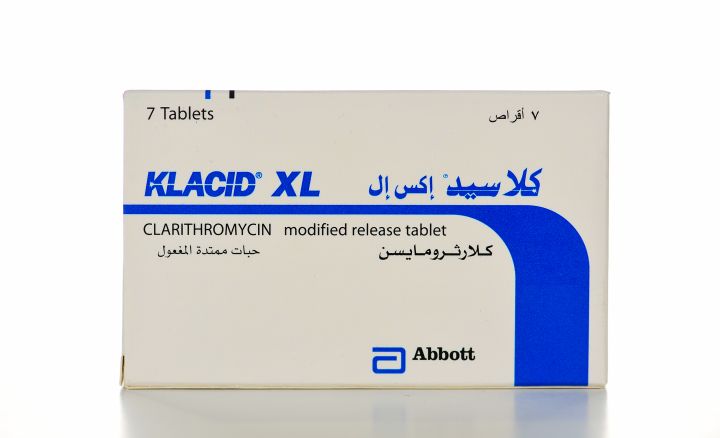 7 Tablets ٧ أقراص
KLACID® XL كلاسيد® إكس إل
CLARITHROMYCIN modified release tablet
حبات ممتدة المفعول كلارثرومايسن
Abbott